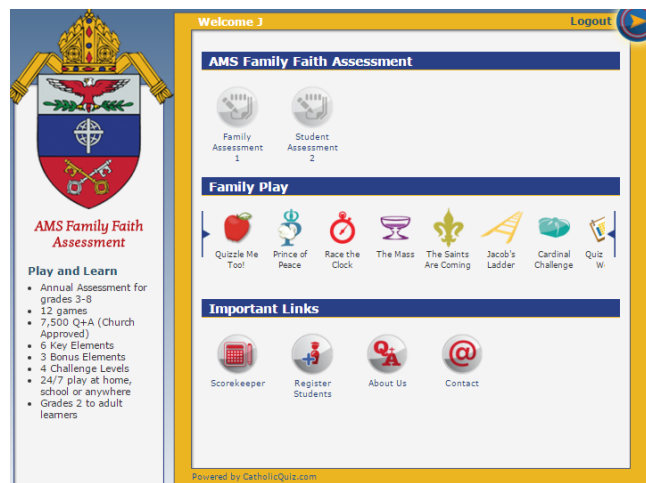 Welcome J
Logout
AMS Family Faith
Assessment
Play and Learn
• Annual Assessment for
grades 3-8
• 12 games
• 7,500 Q+A (Church
Approved)
• 6 Key Elements
• 3 Bonus Elements
• 4 Challenge Levels
• 24/7 play at home,
school or anywhere
• Grades 2 to adult
learners
AMS Family Faith Assessment
Family
Assessment
1
Student
Assessment
2
Family Play
Quizzle Me
Too!
Prince of
Peace
Race the
Clock
The Mass
The Saints
Are Coming
Jacob's
Ladder
Cardinal
Challenge
Quiz
W
Important Links
Scorekeeper
Register
Students
Q+A
About Us
@
Contact
Powered by CatholicQuiz.com